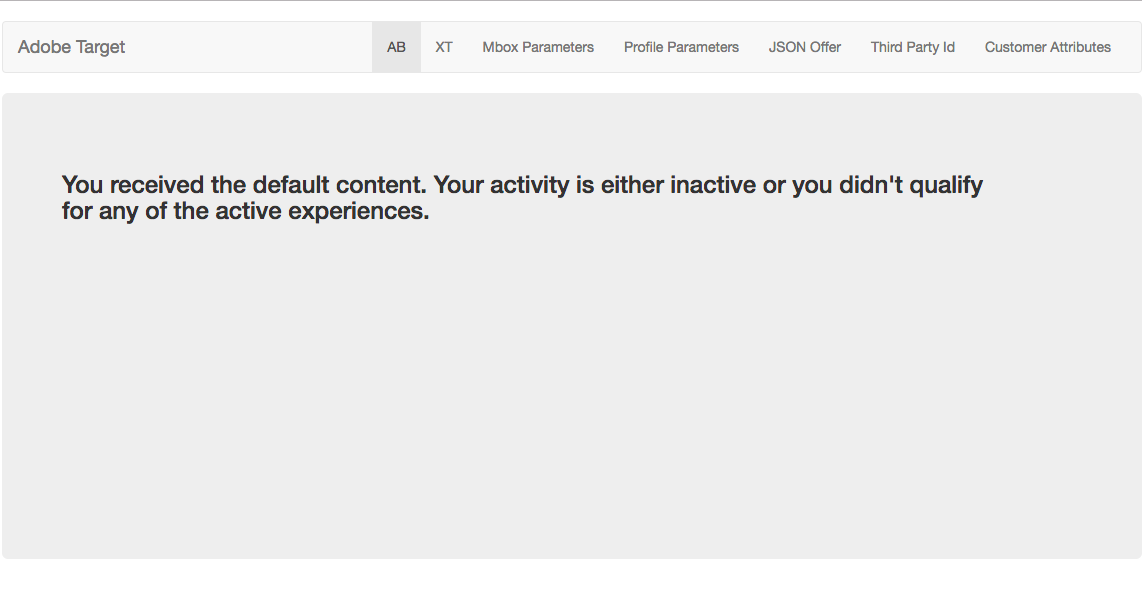 Adobe Target
AB
XT
Mbox Parameters
Profile Parameters
JSON Offer
Third Party Id
Customer Attributes
You received the default content. Your activity is either inactive or you didn't qualify
for any of the active experiences.